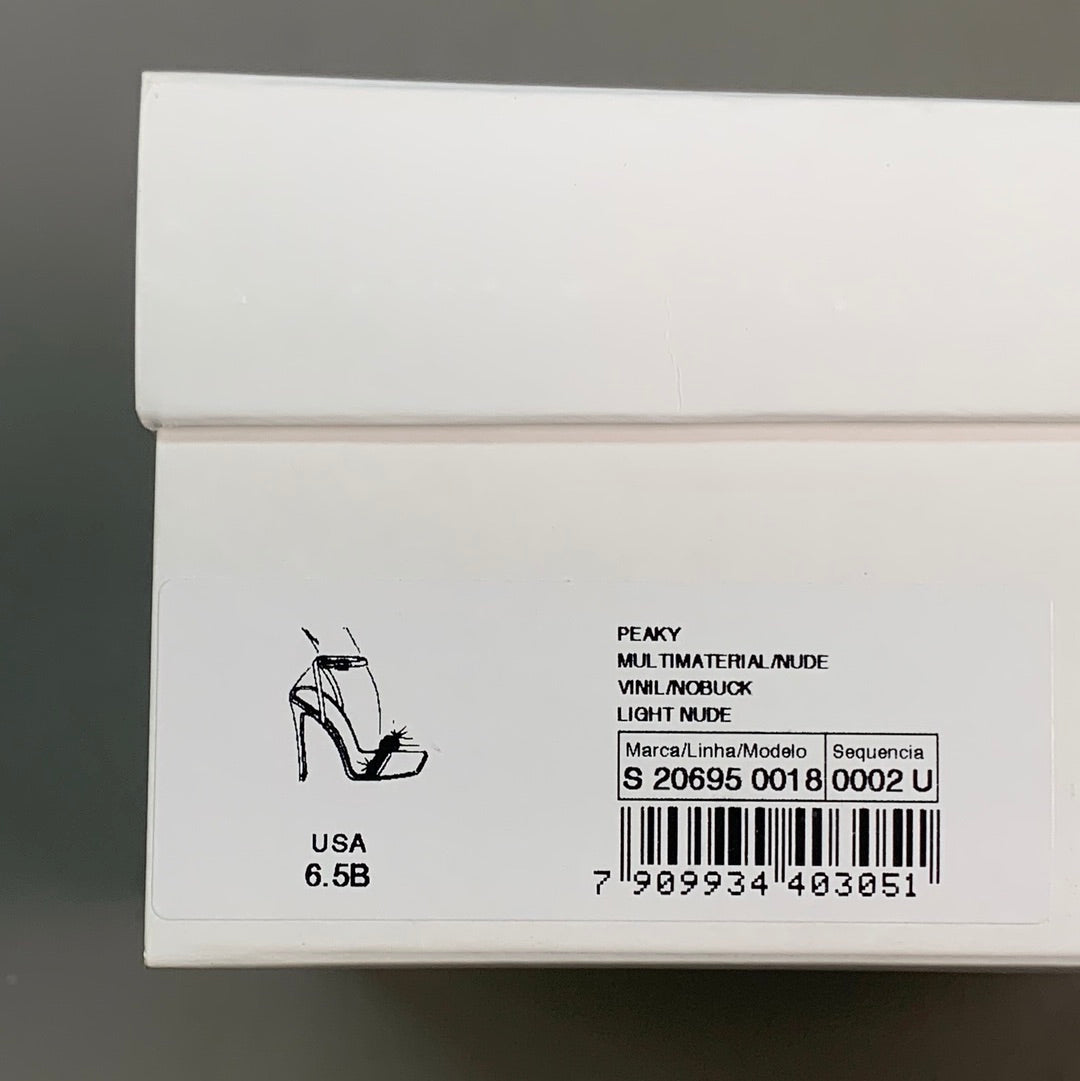 PEAKY
MULTIMATERIAL/NUDE
VINIL/NOBUCK
LIGHT NUDE
Marca/Linha/Modelo Sequencia
S 20695 0018 0002 U
USA
6.5B
7 909934 403051